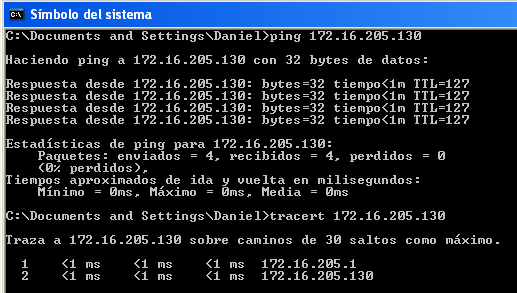 Símbolo del sistema
C:\Documents and Settings\Daniel>ping 172.16.205.130
Haciendo ping a 172.16.205.130 con 32 bytes de datos:
Respuesta desde 172.16.205.130: bytes=32 tiempo<1m TTL=127
Respuesta desde 172.16.205.130: bytes=32 tiempo<1m TTL=127
Respuesta desde 172.16.205.130: bytes=32 tiempo<1m TTL=127
Respuesta desde 172.16.205.130: bytes=32 tiempo<1m TTL=127
Estadísticas de ping para 172.16.205.130:
Paquetes: enviados = 4, recibidos = 4, perdidos = 0
(0% perdidos),
Tiempos aproximados de ida y vuelta en milisegundos:
Mínimo = 0ms, Máximo = 0ms, Media = 0ms
C:\Documents and Settings\Daniel>tracert 172.16.205.130
Traza a 172.16.205.130 sobre caminos de 30 saltos como máximo.
1 <1 ms <1 ms <1 ms 172.16.205.1
2 <1 ms <1 ms <1 ms 172.16.205.130